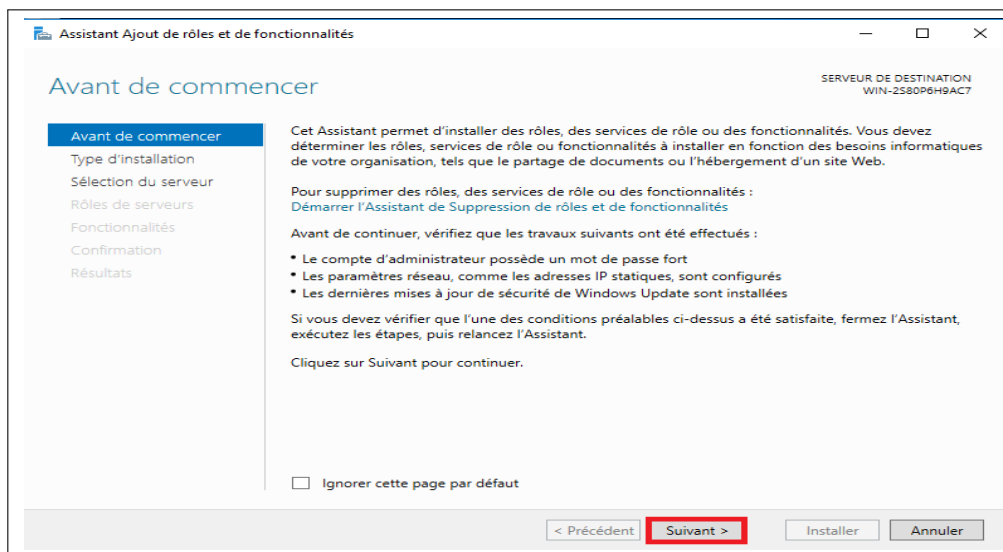 Assistant Ajout de rôles et de fonctionnalités
Avant de commencer
SERVEUR DE DESTINATION
WIN-2S80P6H9AC7
Avant de commencer
Type d'installation
Sélection du serveur
Rôles de serveurs
Fonctionnalités
Confirmation
Résultats
Cet Assistant permet d'installer des rôles, des services de rôle ou des fonctionnalités. Vous devez
déterminer les rôles, services de rôle ou fonctionnalités à installer en fonction des besoins informatiques
de votre organisation, tels que le partage de documents ou l'hébergement d'un site Web.
Pour supprimer des rôles, des services de rôle ou des fonctionnalités :
Démarrer l'Assistant de Suppression de rôles et de fonctionnalités
Avant de continuer, vérifiez que les travaux suivants ont été effectués :
• Le compte d'administrateur possède un mot de passe fort
• Les paramètres réseau, comme les adresses IP statiques, sont configurés
• Les dernières mises à jour de sécurité de Windows Update sont installées
Si vous devez vérifier que l'une des conditions préalables ci-dessus a été satisfaite, fermez l'Assistant,
exécutez les étapes, puis relancez l'Assistant.
Cliquez sur Suivant pour continuer.
Ignorer cette page par défaut
< Précédent Suivant > Installer Annuler